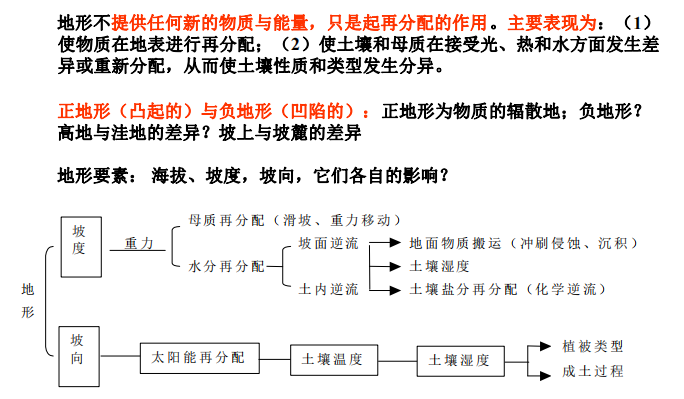 地形不提供任何新的物质与能量，只是起再分配的作用。主要表现为：（1）
使物质在地表进行再分配；（2）使土壤和母质在接受光、热和水方面发生差
异或重新分配，从而使土壤性质和类型发生分异。
正地形（凸起的）与负地形（凹陷的）：正地形为物质的辐散地；负地形？
高地与洼地的差异？坡上与坡麓的差异
地形要素： 海拔、坡度，坡向，它们各自的影响？
地形
坡度
重力
母质再分配（滑坡、重力移动）
水分再分配
坡面逆流
地面物质搬运（冲刷侵蚀、沉积）
土壤湿度
土内逆流
土壤盐分再分配（化学逆流）
坡向
太阳能再分配
土壤温度
土壤湿度
植被类型
成土过程